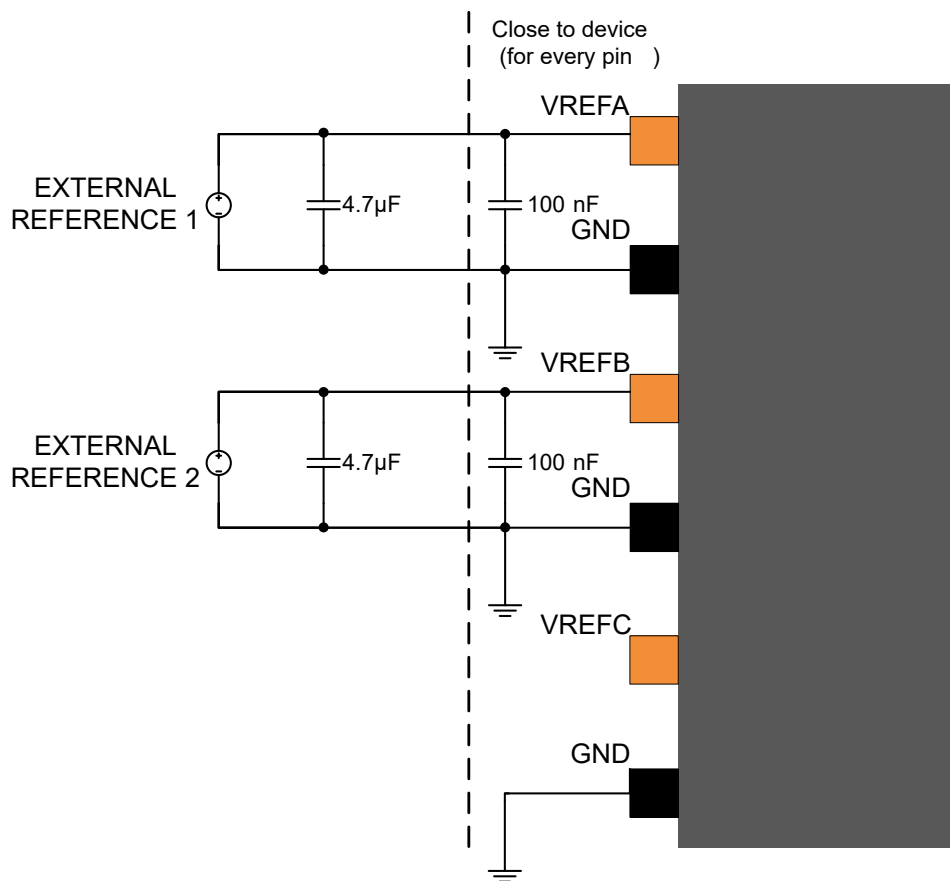 Close to device
(for every pin )
VREFA
EXTERNAL
REFERENCE 1
4.7µF
100 nF
GND
VREFB
EXTERNAL
REFERENCE 2
4.7µF
100 nF
GND
VREFC
GND